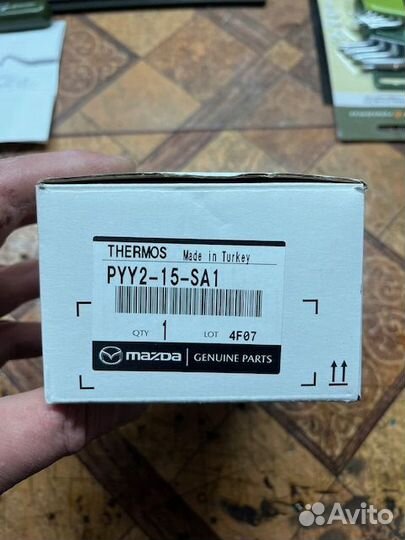 THERMOS Made in Turkey
PYY2-15-SA1
QTY 1 LOT 4F07
mazda GENUINE PARTS
Avito